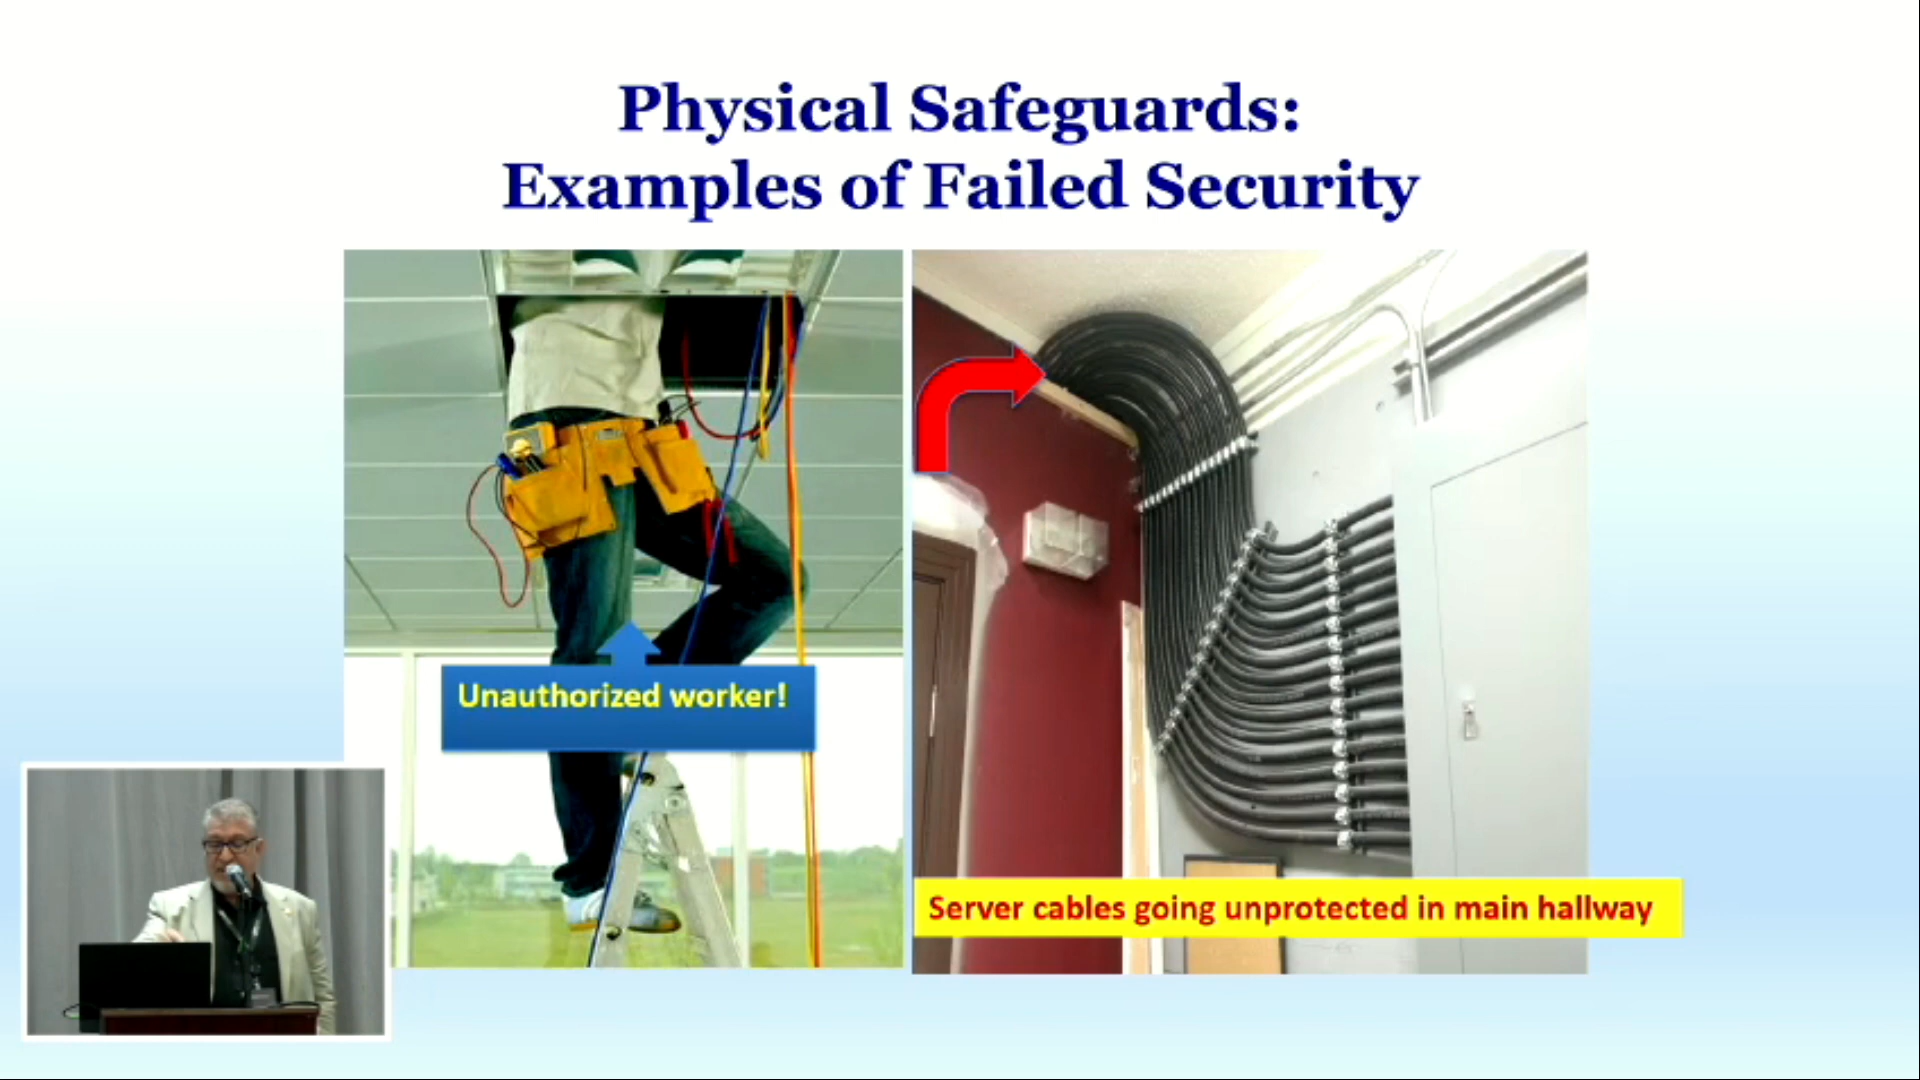 Physical Safeguards:
Examples of Failed Security
Unauthorized worker!
Server cables going unprotected in main hallway